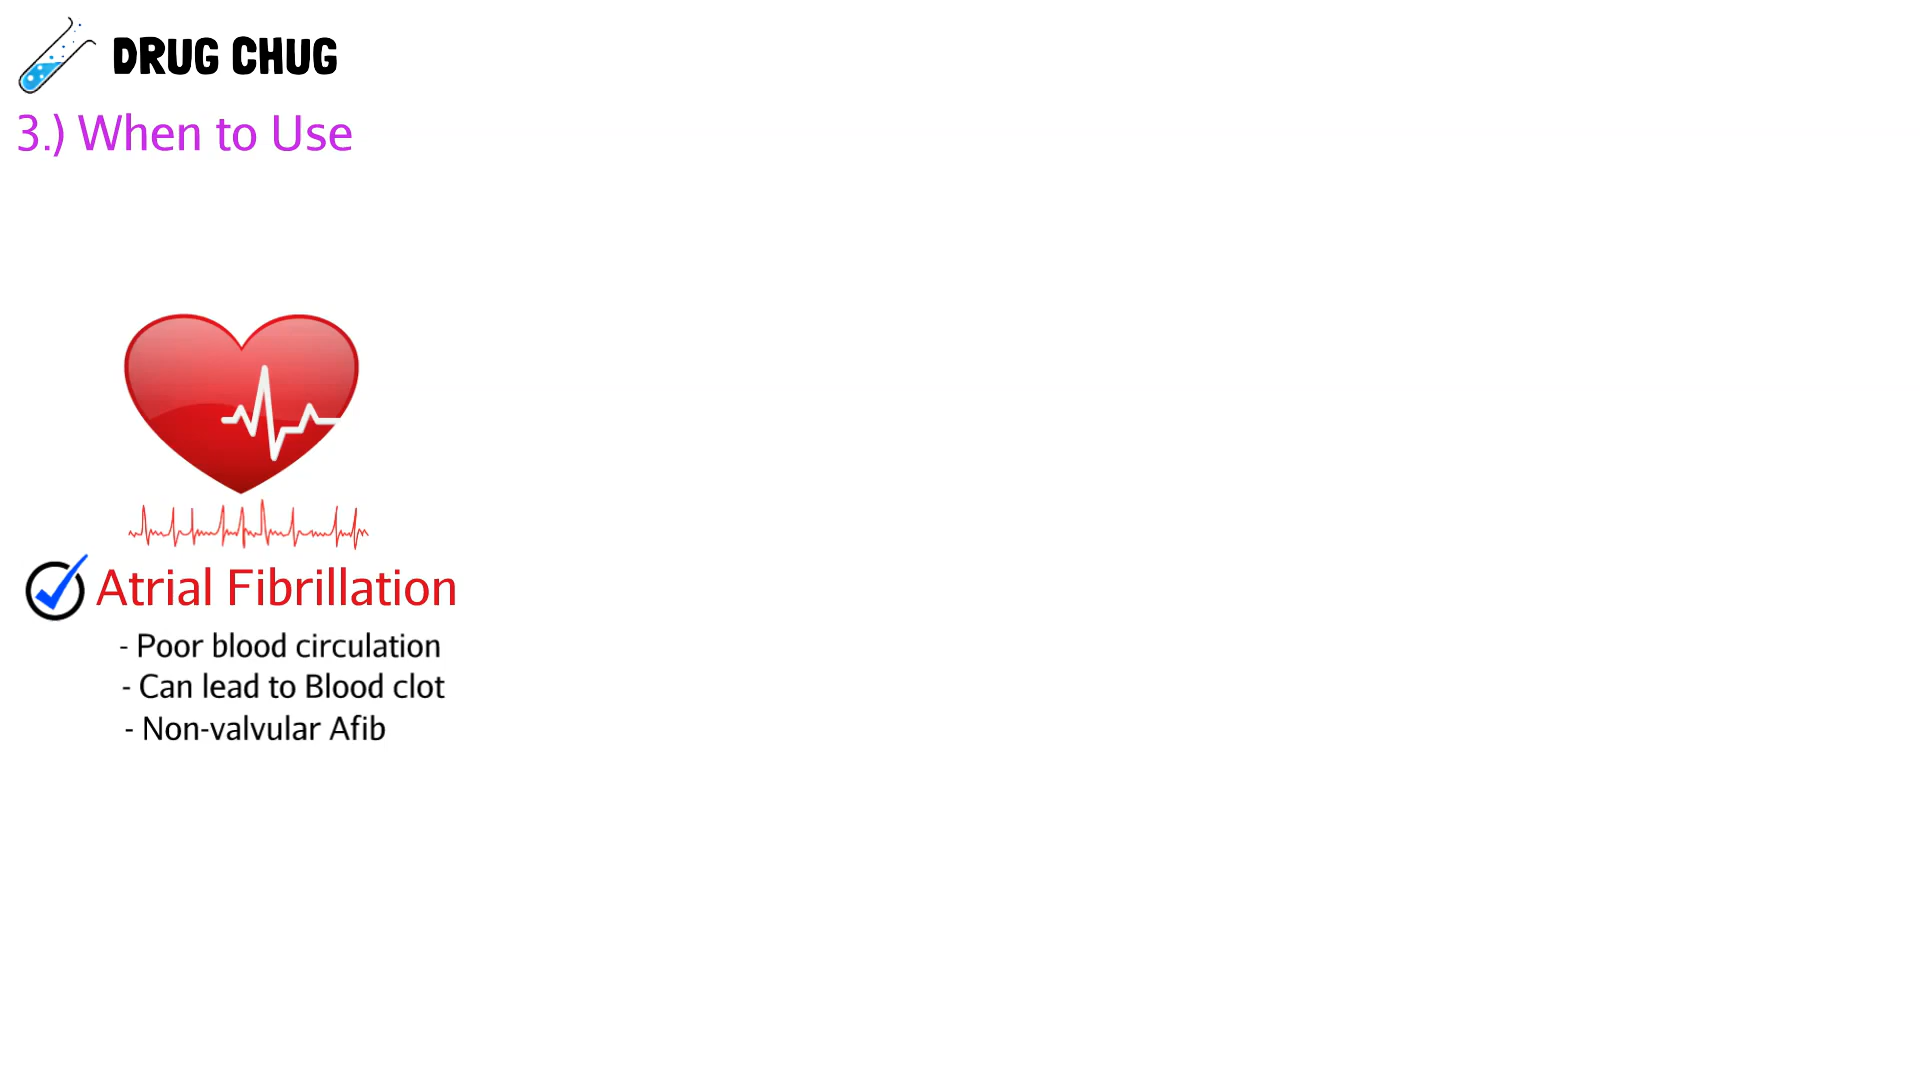 DRUG CHUG
3.) When to Use
Atrial Fibrillation
- Poor blood circulation
- Can lead to Blood clot
- Non-valvular Afib